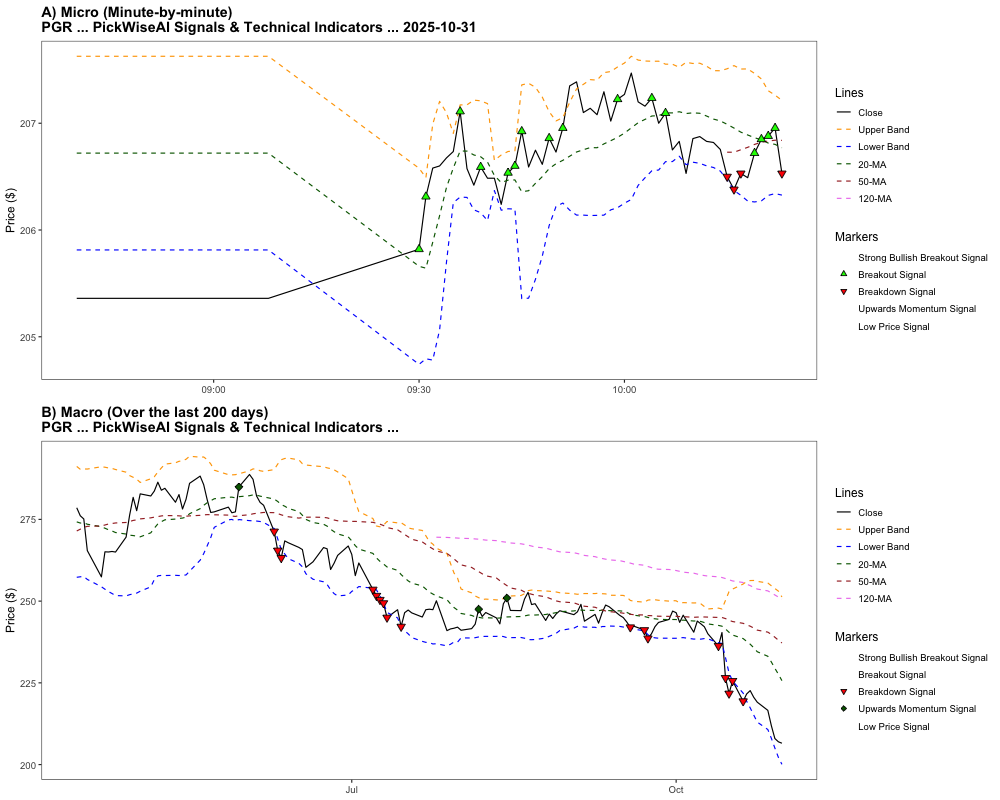 A) Micro (Minute-by-minute)
PGR ... PickWiseAI Signals & Technical Indicators ... 2025-10-31
Price ($)
207
206
205
09:00
09:30
10:00
Lines
Close
Upper Band
Lower Band
20-MA
50-MA
120-MA
Markers
Strong Bullish Breakout Signal
Breakout Signal
Breakdown Signal
Upwards Momentum Signal
Low Price Signal
B) Macro (Over the last 200 days)
PGR ... PickWiseAI Signals & Technical Indicators ...
Price ($)
275
250
225
200
Jul
Oct
Lines
Close
Upper Band
Lower Band
20-MA
50-MA
120-MA
Markers
Strong Bullish Breakout Signal
Breakout Signal
Breakdown Signal
Upwards Momentum Signal
Low Price Signal